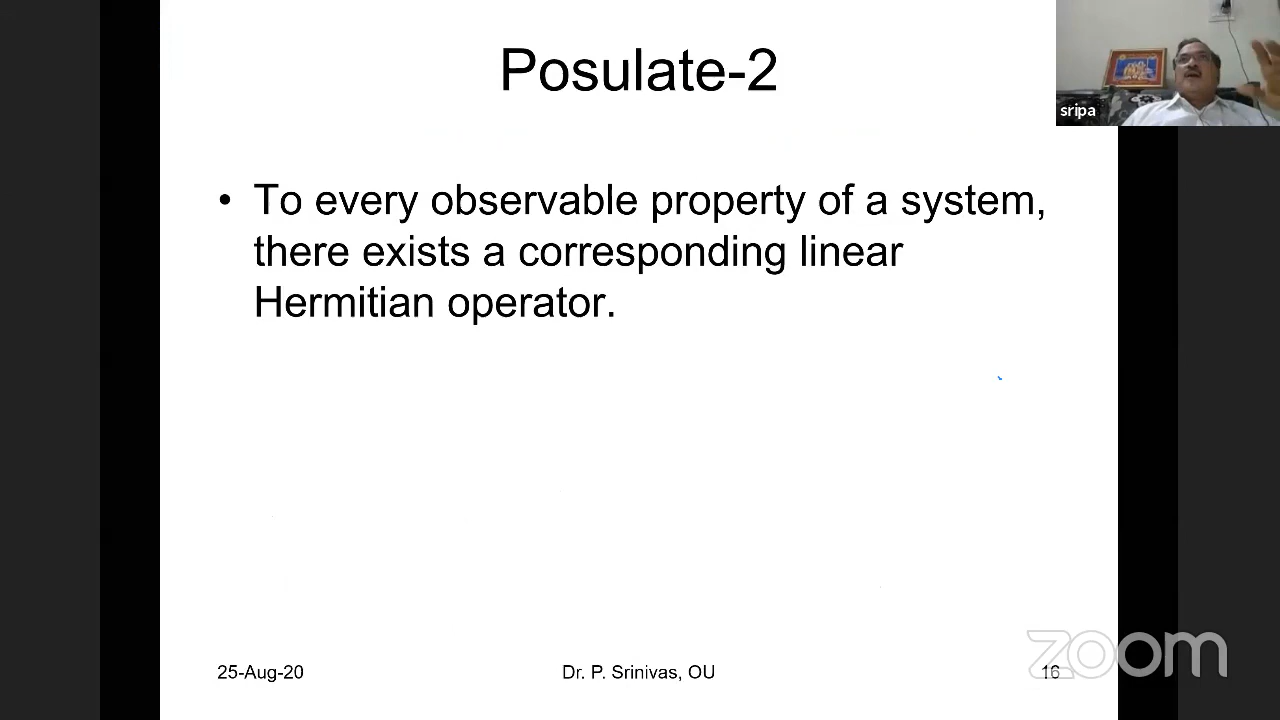 Posulate-2
sripa
• To every observable property of a system,
there exists a corresponding linear
Hermitian operator.
25-Aug-20
Dr. P. Srinivas, OU
16
zoom